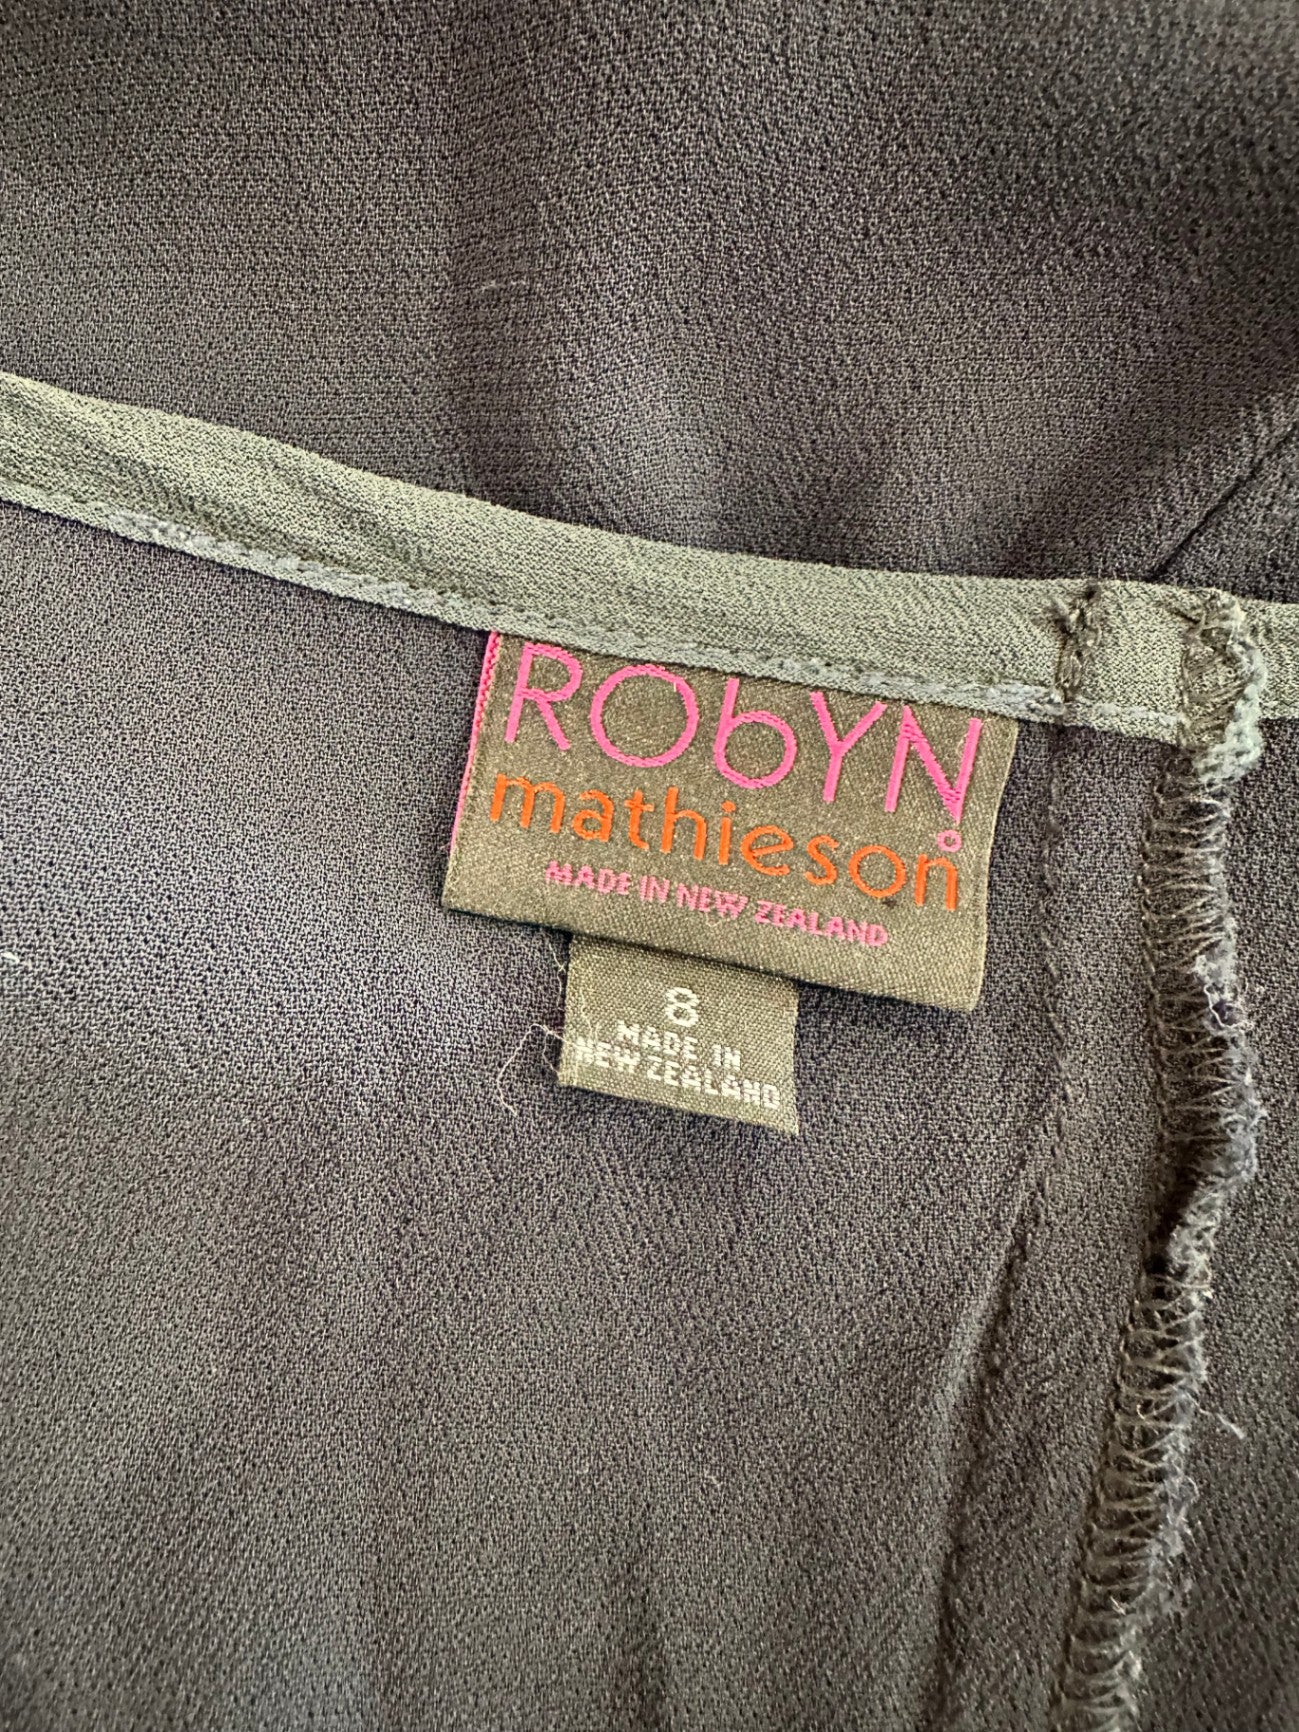 ROBYN
mathieson
MADE IN NEW ZEALAND
8
MADE IN
NEW ZEALAND